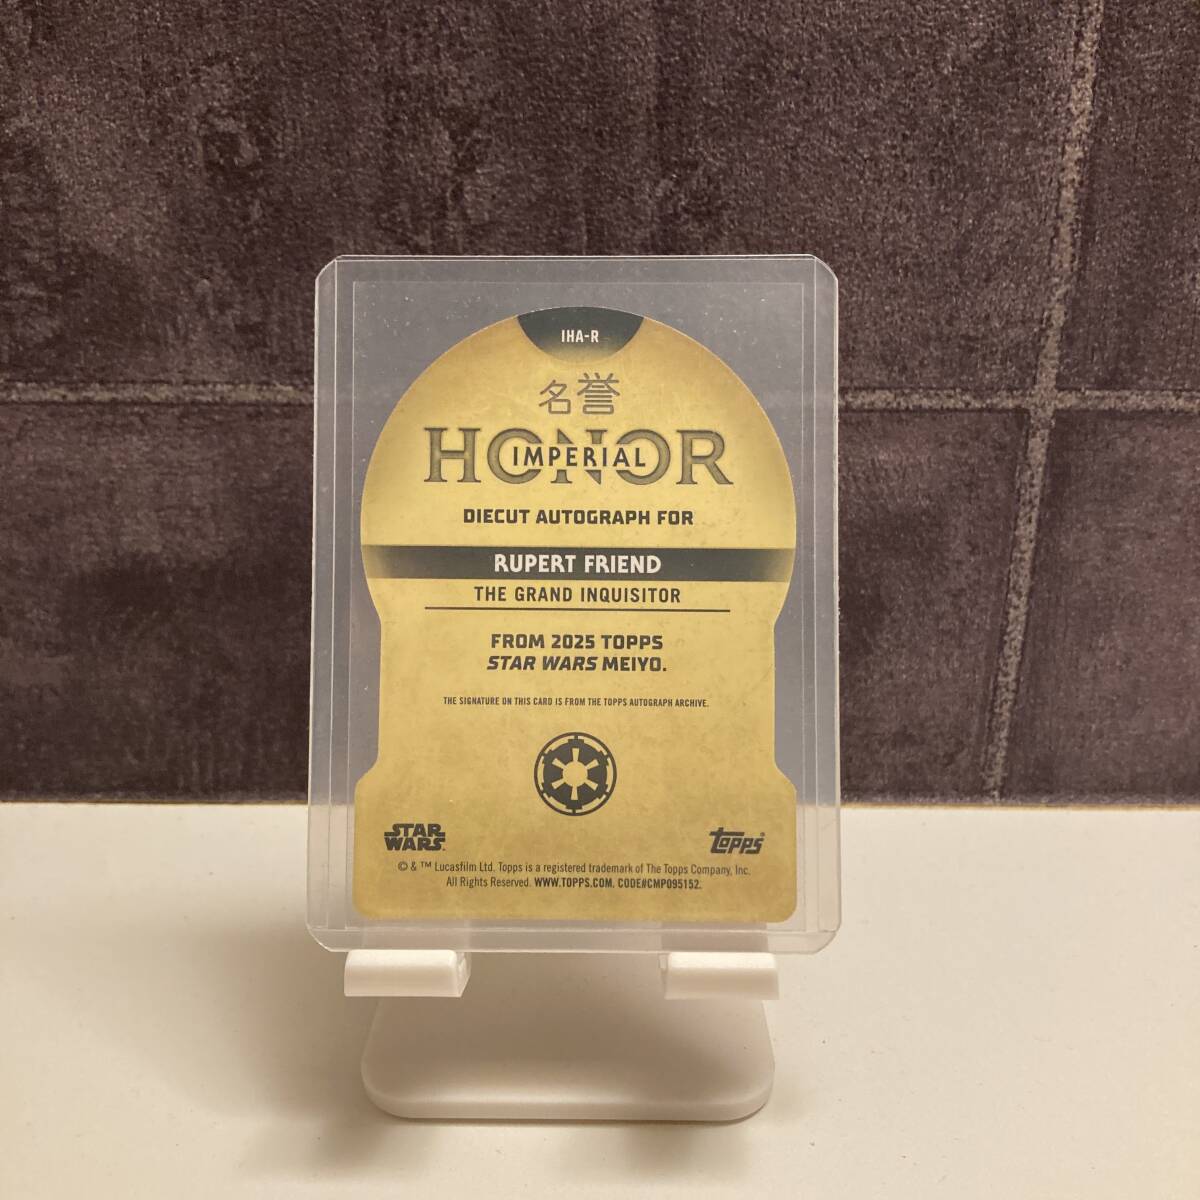 IHA-R
名誉
HONOR
IMPERIAL
DIECUT AUTOGRAPH FOR
RUPERT FRIEND
THE GRAND INQUISITOR
FROM 2025 TOPPS
STAR WARS MEIYO.
THE SIGNATURE ON THIS CARD IS FROM THE TOPPS AUTOGRAPH ARCHIVE.
STAR
WARS
topps
© & ™ Lucasfilm Ltd. Topps is a registered trademark of The Topps Company, Inc.
All Rights Reserved. WWW.TOPPS.COM. CODE#CMP095152.